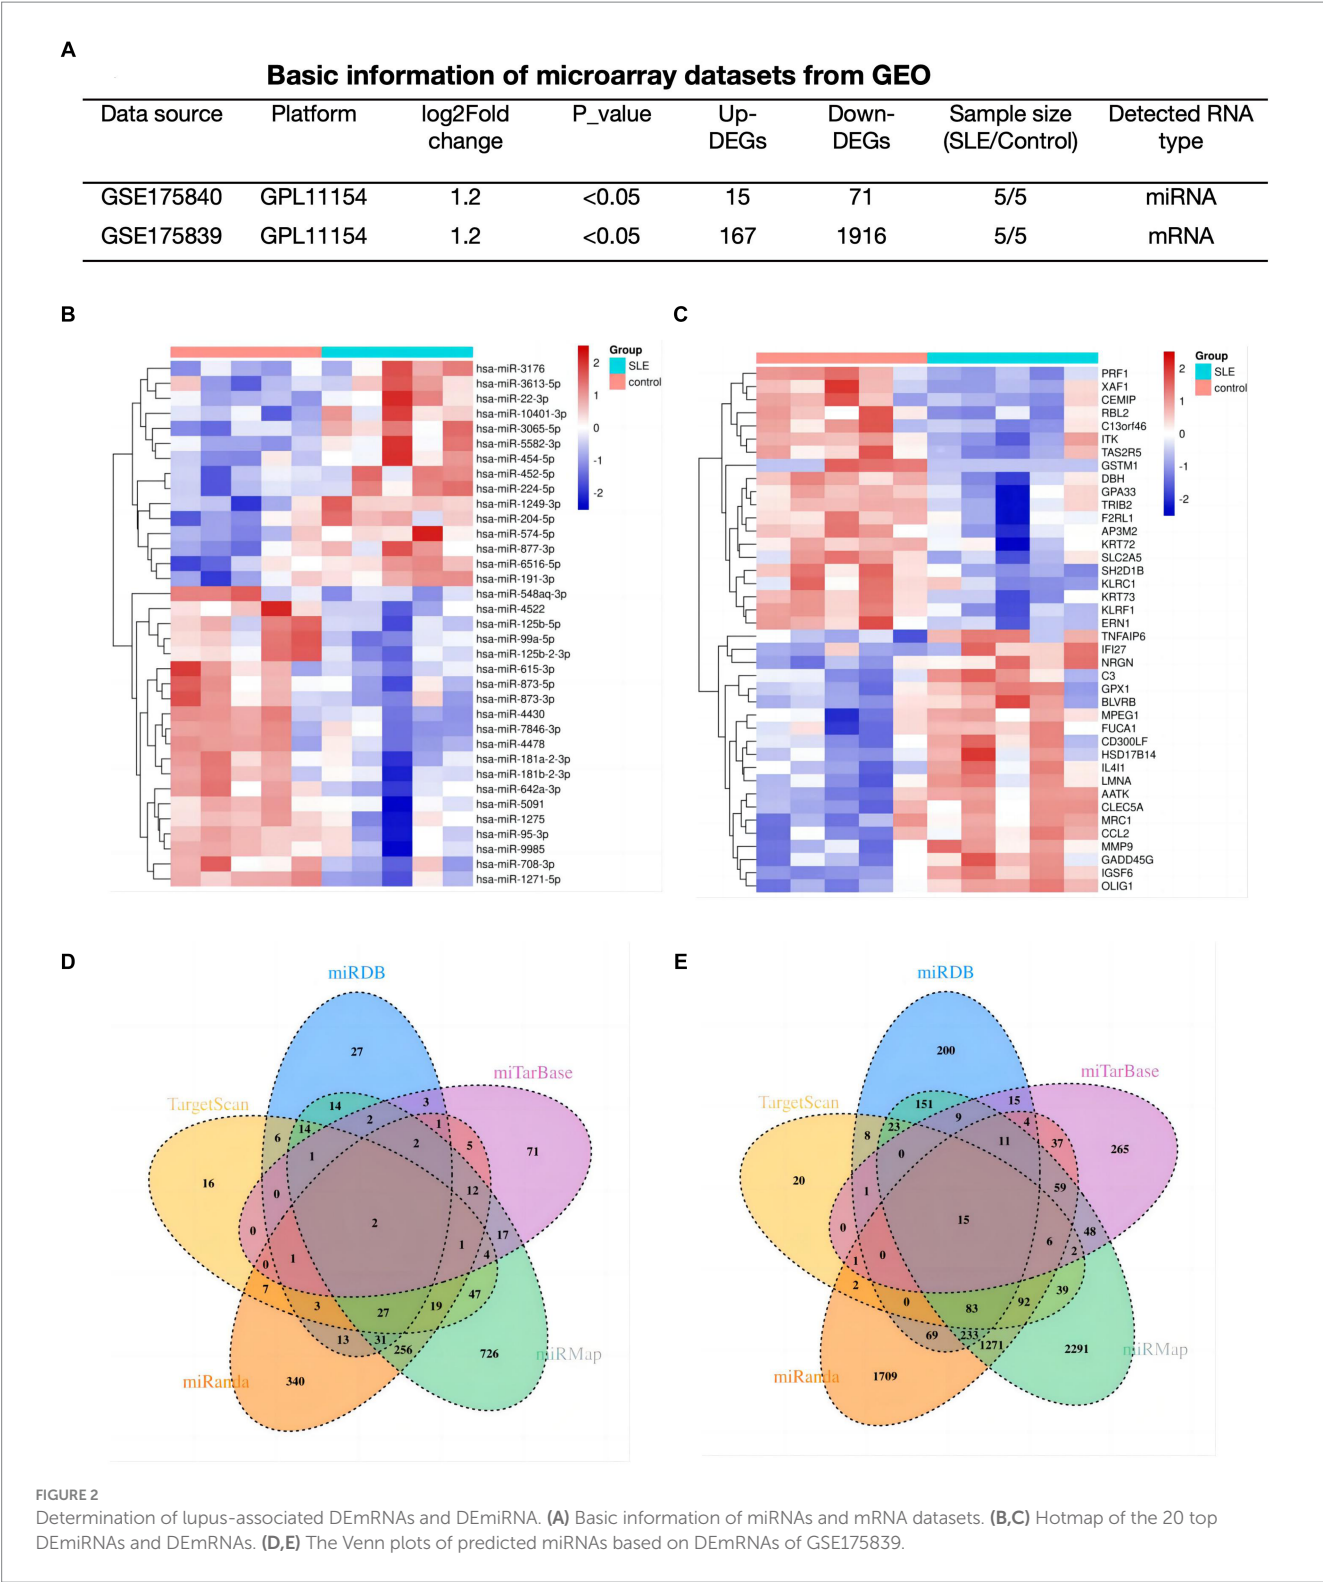 A
Basic information of microarray datasets from GEO
Data source Platform log2Fold change P_value Up-DEGs Down-DEGs Sample size (SLE/Control) Detected RNA type
GSE175840 GPL11154 1.2 <0.05 15 71 5/5 miRNA
GSE175839 GPL11154 1.2 <0.05 167 1916 5/5 mRNA
B
hsa-miR-3176
hsa-miR-3613-5p
hsa-miR-22-3p
hsa-miR-10401-3p
hsa-miR-3065-5p
hsa-miR-5582-3p
hsa-miR-454-5p
hsa-miR-452-5p
hsa-miR-224-5p
hsa-miR-1249-3p
hsa-miR-204-5p
hsa-miR-574-5p
hsa-miR-877-3p
hsa-miR-6516-5p
hsa-miR-191-3p
hsa-miR-548aq-3p
hsa-miR-4522
hsa-miR-125b-5p
hsa-miR-99a-5p
hsa-miR-125b-2-3p
hsa-miR-615-3p
hsa-miR-873-5p
hsa-miR-873-3p
hsa-miR-4430
hsa-miR-7846-3p
hsa-miR-4478
hsa-miR-181a-2-3p
hsa-miR-181b-2-3p
hsa-miR-642a-3p
hsa-miR-5091
hsa-miR-1275
hsa-miR-95-3p
hsa-miR-9985
hsa-miR-708-3p
hsa-miR-1271-5p
2
1
0
-1
-2
Group
SLE
control
C
PRF1
XAF1
CEMIP
RBL2
C13orf46
ITK
TAS2R5
GSTM1
DBH
GPA33
TRIB2
F2RL1
AP3M2
KRT72
SLC2A5
SH2D1B
KLRC1
KRT73
KLRF1
ERN1
TNFAIP6
IFI27
NRGN
C3
GPX1
BLVRB
MPEG1
FUCA1
CD300LF
HSD17B14
IL4I1
LMNA
AATK
CLEC5A
MRC1
CCL2
MMP9
GADD45G
IGSF6
OLIG1
2
1
0
-1
-2
Group
SLE
control
D
miRDB
27
miTarBase
TargetScan
14 3
2 1
14
6 2 5
1 71
16
0 12
2
0 17
1
1 4
0
7
3 27 19 47
13 31
256 726 miRMap
miRanda 340
E
miRDB
200
miTarBase
TargetScan
151 15
9 4
23
8 11 37
0 265
20
1 59
15
0 48
6
0 2
1
2
0 83 92 39
69 233
1271 2291 miRMap
miRanda 1709
FIGURE 2
Determination of lupus-associated DEmRNAs and DEmiRNA. (A) Basic information of miRNAs and mRNA datasets. (B,C) Hotmap of the 20 top
DEmiRNAs and DEmRNAs. (D,E) The Venn plots of predicted miRNAs based on DEmRNAs of GSE175839.